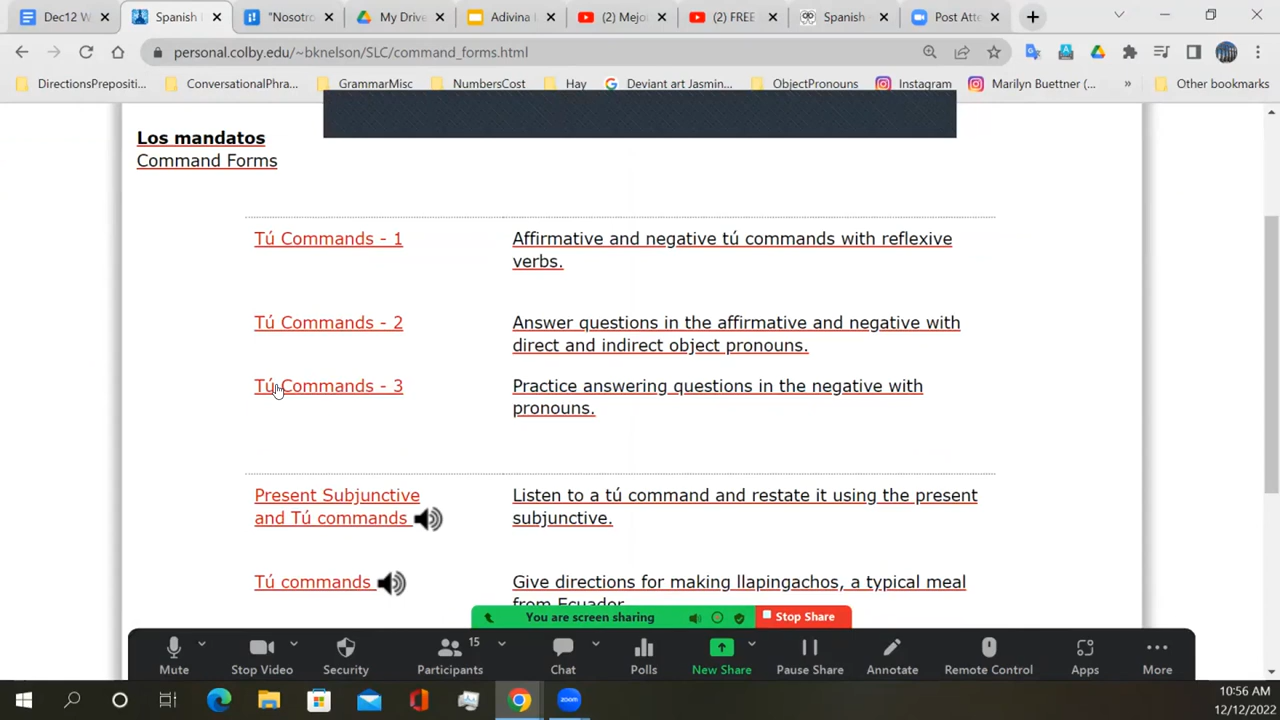 Dec12 W
Spanish
"Nosotro
My Drive
Adivina l
(2) Mejo
(2) FREE
Spanish
Post Atte
personal.colby.edu/~bknelson/SLC/command_forms.html
DirectionsPrepositi...
ConversationalPhra...
GrammarMisc
NumbersCost
Hay
Deviant art Jasmin...
ObjectPronouns
Instagram
Marilyn Buettner (...
»
Other bookmarks
Los mandatos
Command Forms
Tú Commands - 1
Affirmative and negative tú commands with reflexive
verbs.
Tú Commands - 2
Answer questions in the affirmative and negative with
direct and indirect object pronouns.
Tú Commands - 3
Practice answering questions in the negative with
pronouns.
Present Subjunctive
and Tú commands
Listen to a tú command and restate it using the present
subjunctive.
Tú commands
Give directions for making llapingachos, a typical meal
from Ecuador
You are screen sharing
Stop Share
15
Mute
Stop Video
Security
Participants
Chat
Polls
New Share
Pause Share
Annotate
Remote Control
Apps
More
zoom
10:56 AM
12/12/2022